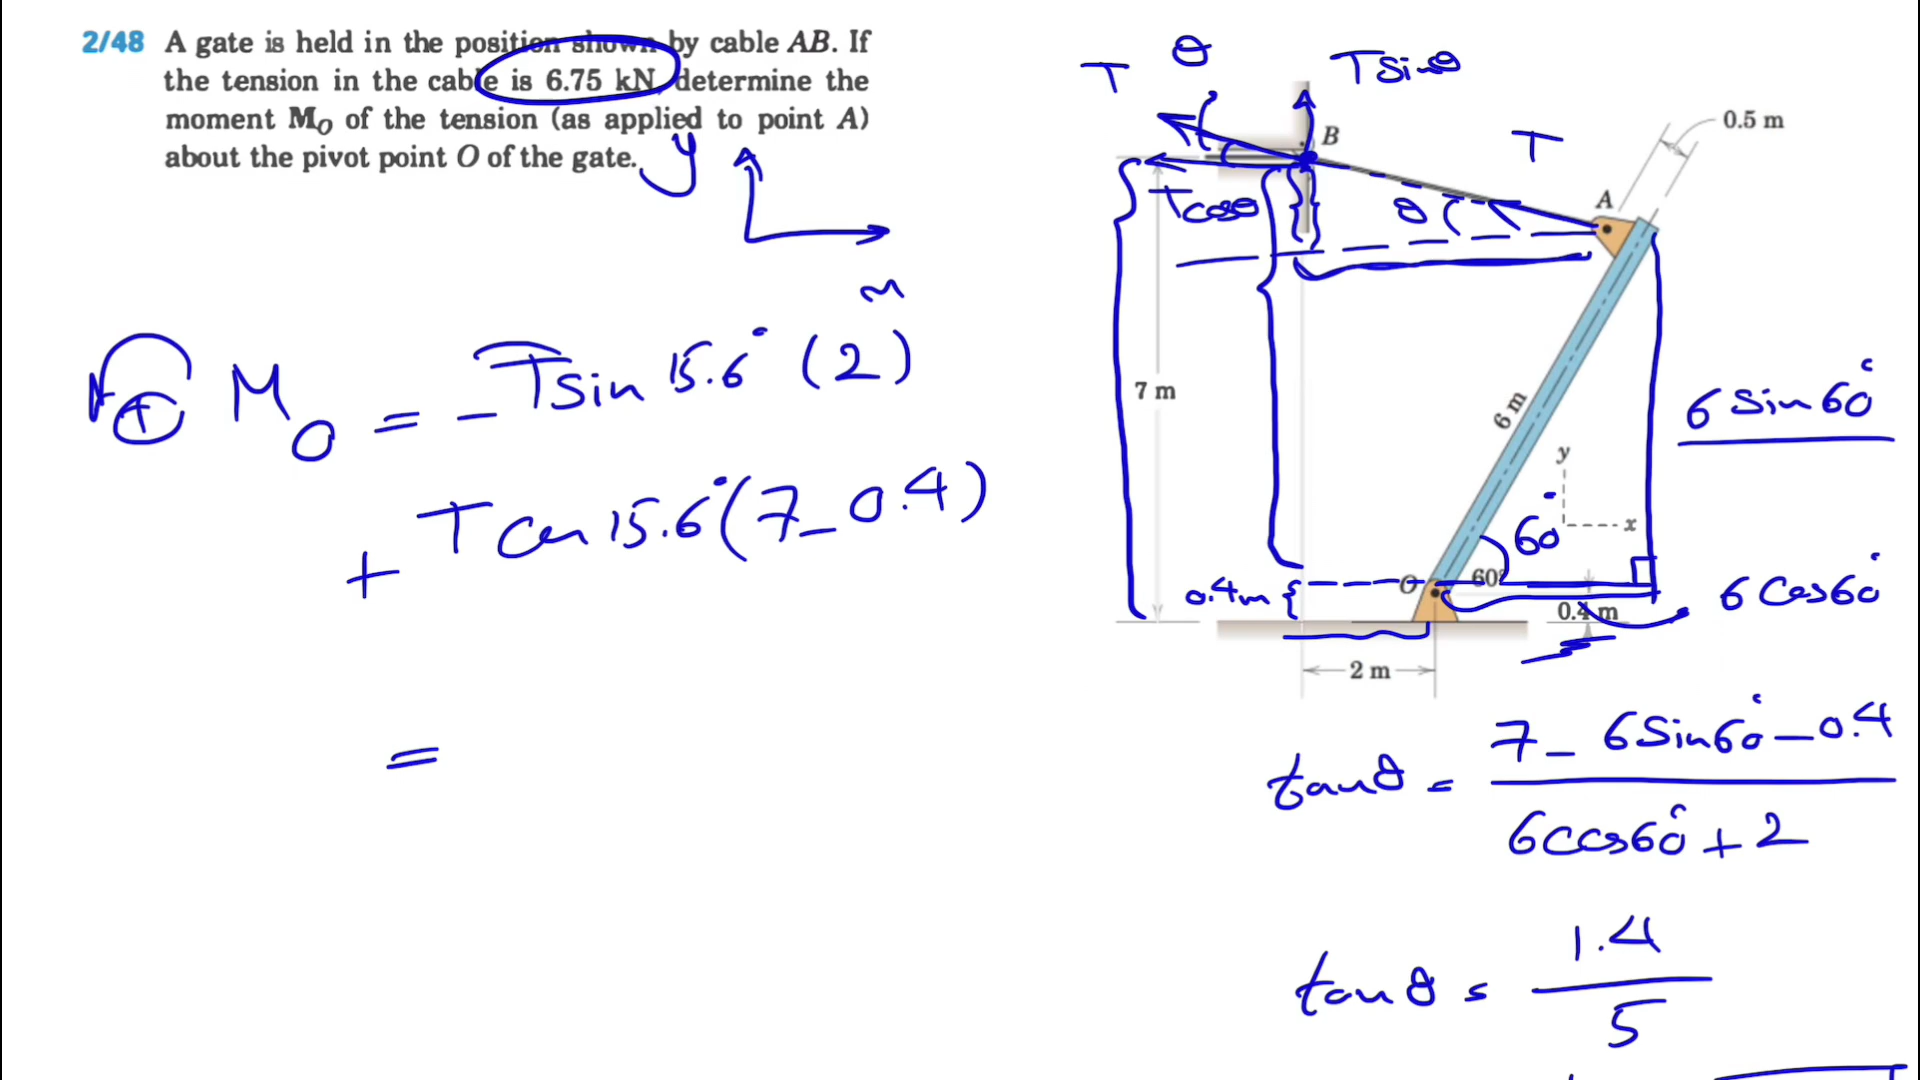 2/48 A gate is held in the position shown by cable AB. If
the tension in the cable is 6.75 kN, determine the
moment M_O of the tension (as applied to point A)
about the pivot point O of the gate.
y
+ M_O = - T sin 15.6° (2)
+ T cos 15.6° (7 - 0.4)
=
T
θ
T sinθ
B
T
0.5 m
T cosθ
θ
A
7 m
6 m
6 sin 60°
y
x
60°
O
60°
0.4 m
0.4 m
6 cos 60°
2 m
tanθ = 7 - 6 sin 60° - 0.4
6 cos 60° + 2
tanθ = 1.4
5